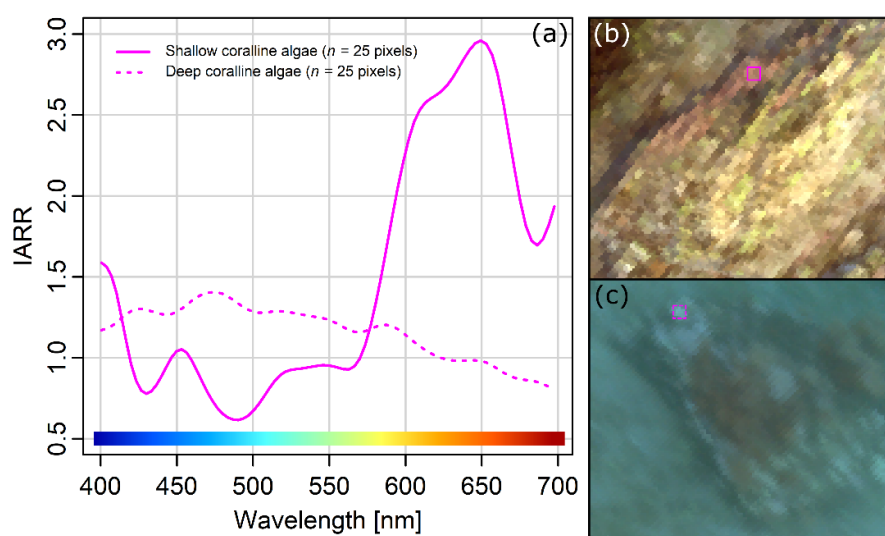 (a)
Shallow coralline algae (n = 25 pixels)
Deep coralline algae (n = 25 pixels)
IARR
3.0
2.5
2.0
1.5
1.0
0.5
400 450 500 550 600 650 700
Wavelength [nm]
(b)
(c)